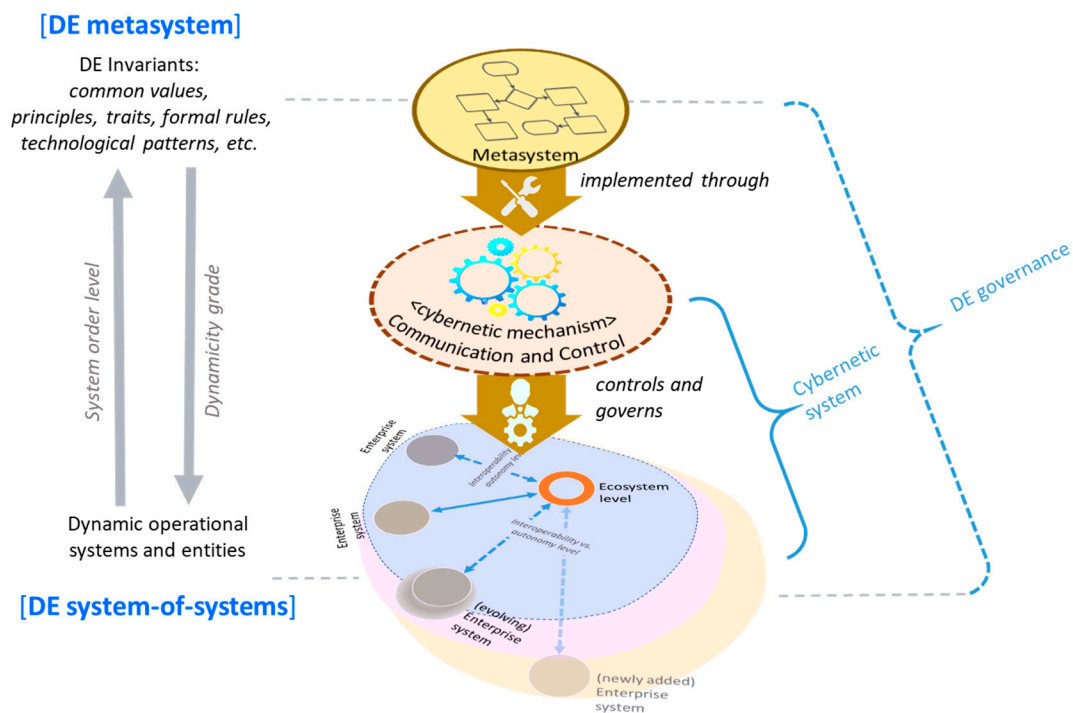 [DE metasystem]
DE Invariants:
common values,
principles, traits, formal rules,
technological patterns, etc.
System order level
Dynamicity grade
Dynamic operational
systems and entities
[DE system-of-systems]
Metasystem
implemented through
<cybernetic mechanism>
Communication and Control
controls and
governs
Enterprise
system
Interoperability
autonomy
Ecosystem
level
Enterprise
system
Interoperability vs.
autonomy level
(evolving)
Enterprise
system
(newly added)
Enterprise
system
Cybernetic
system
DE governance